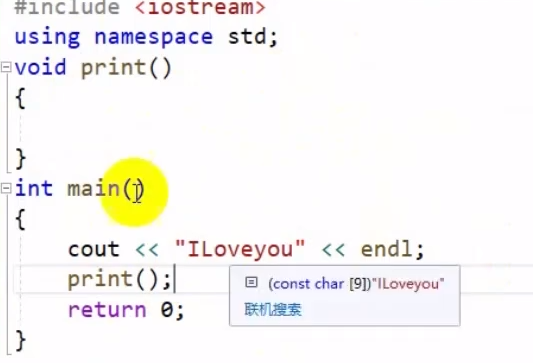 #include <iostream>
using namespace std;
void print()
{
}
int main()
{
cout << "ILoveyou" << endl;
print();
(const char [9])"ILoveyou"
return 0;
联机搜索
}